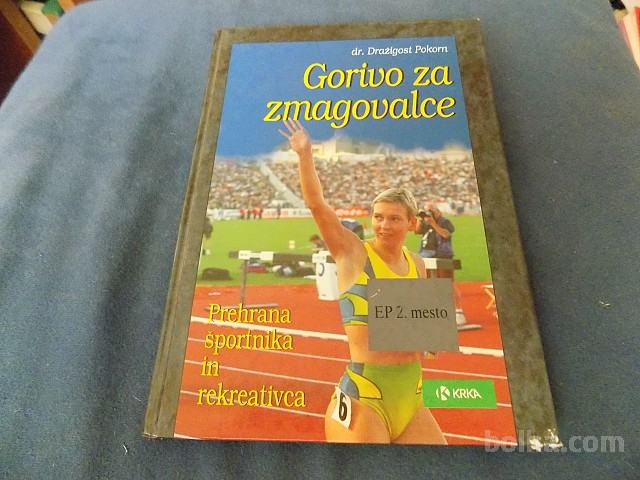 dr. Dražigost Pokorn
Gorivo za
zmagovalce
Prehrana
športnika
in
rekreativca
EP 2. mesto
6
KRKA
bolha.com